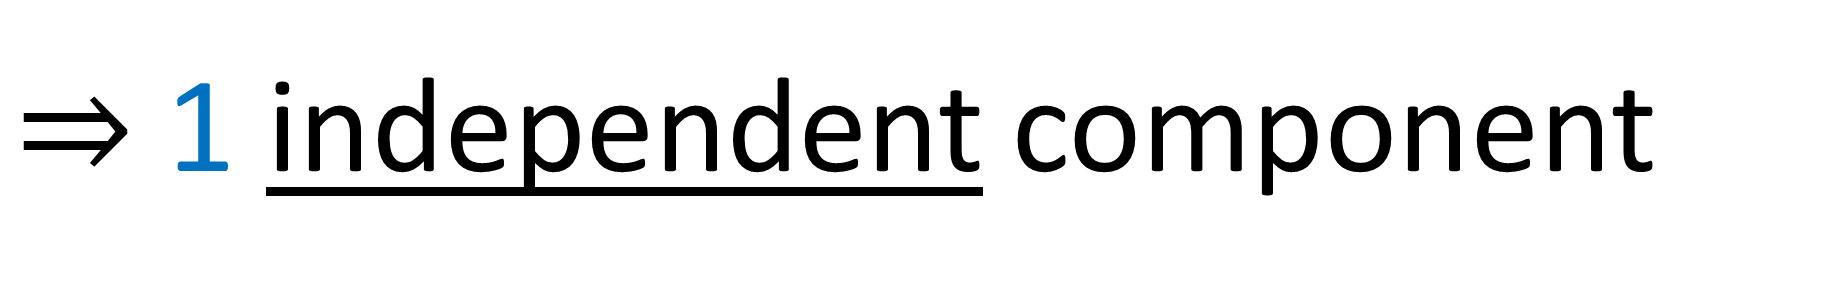 ⇒ 1 independent component